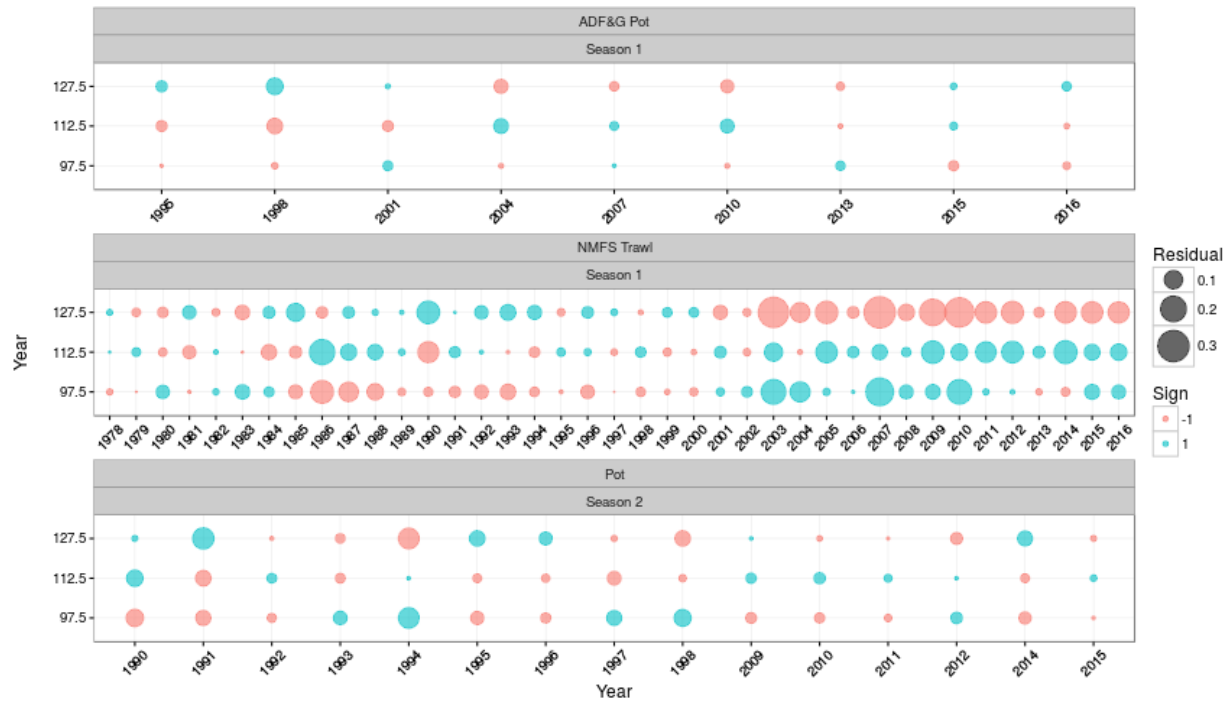 ADF&G Pot
Season 1
127.5
112.5
97.5
1995 1998 2001 2004 2007 2010 2013 2015 2016
NMFS Trawl
Season 1
127.5
112.5
97.5
1978 1979 1980 1981 1982 1983 1984 1985 1986 1987 1988 1989 1990 1991 1992 1993 1994 1995 1996 1997 1998 1999 2000 2001 2002 2003 2004 2005 2006 2007 2008 2009 2010 2011 2012 2013 2014 2015 2016
Pot
Season 2
127.5
112.5
97.5
1990 1991 1992 1993 1994 1995 1996 1997 1998 2009 2010 2011 2012 2014 2015
Year
Year
Residual
0.1
0.2
0.3
Sign
-1
1